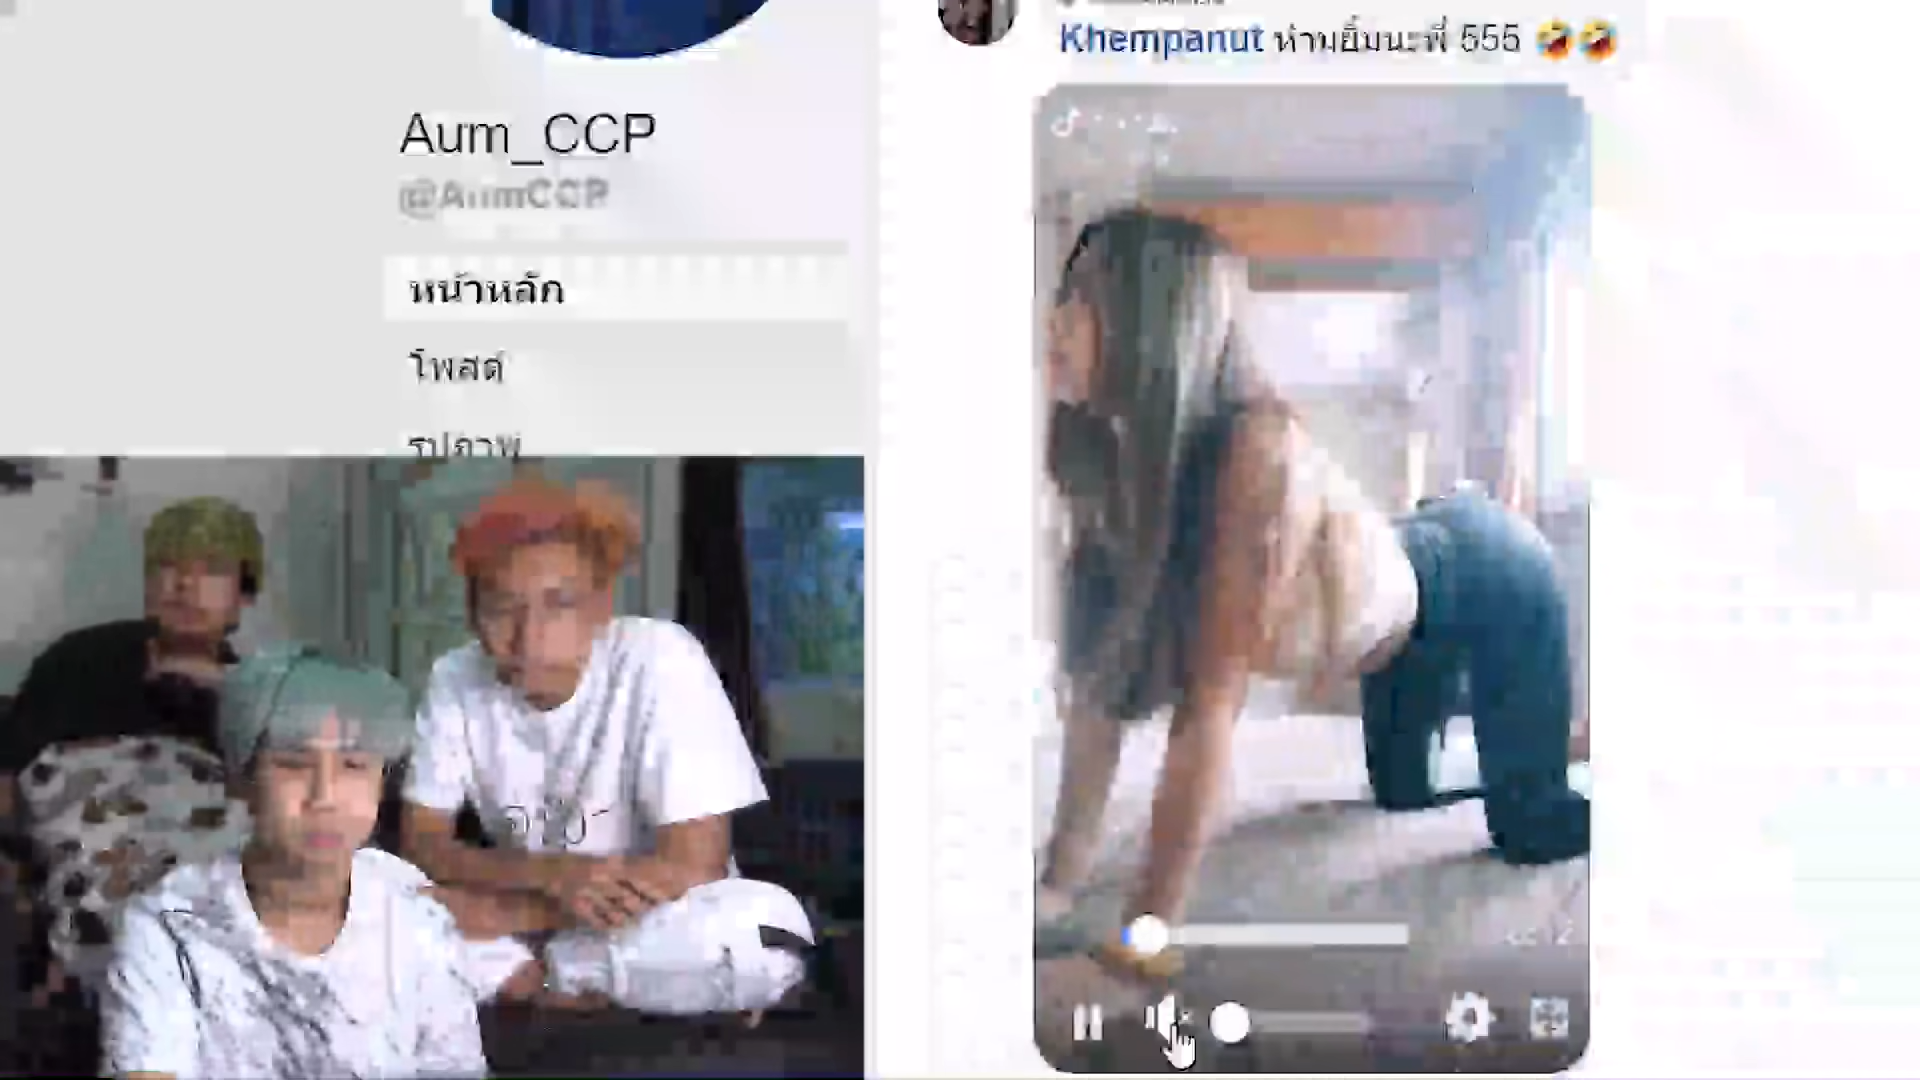 Aum_CCP
@AumCCP
หน้าหลัก
โพสต์
รูปภาพ
Khempanut ห้ามยิ้มนะพี่ 555 🤣🤣